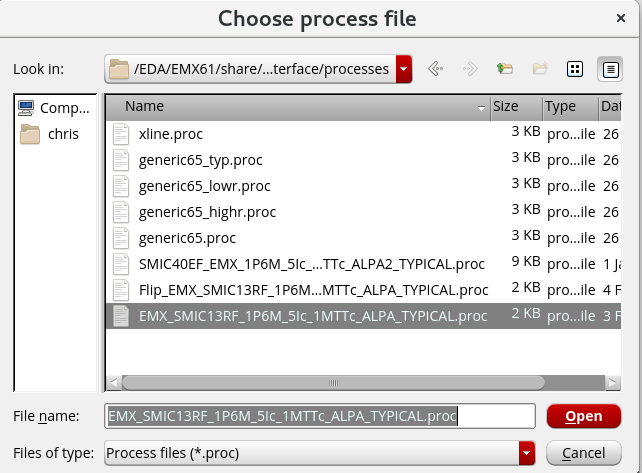 Choose process file
Look in: /EDA/EMX61/share/...terface/processes
Comp...
chris
Name Size Type Dat
xline.proc 3 KB pro...ile 26
generic65_typ.proc 3 KB pro...ile 26
generic65_lowr.proc 3 KB pro...ile 26
generic65_highr.proc 3 KB pro...ile 26
generic65.proc 3 KB pro...ile 26
SMIC40EF_EMX_1P6M_5Ic_...TTc_ALPA2_TYPICAL.proc 9 KB pro...ile 1 Ja
Flip_EMX_SMIC13RF_1P6M...MTTc_ALPA_TYPICAL.proc 2 KB pro...ile 4 F
EMX_SMIC13RF_1P6M_5Ic_1MTTc_ALPA_TYPICAL.proc 2 KB pro...ile 3 F
File name: EMX_SMIC13RF_1P6M_5Ic_1MTTc_ALPA_TYPICAL.proc Open
Files of type: Process files (*.proc) Cancel